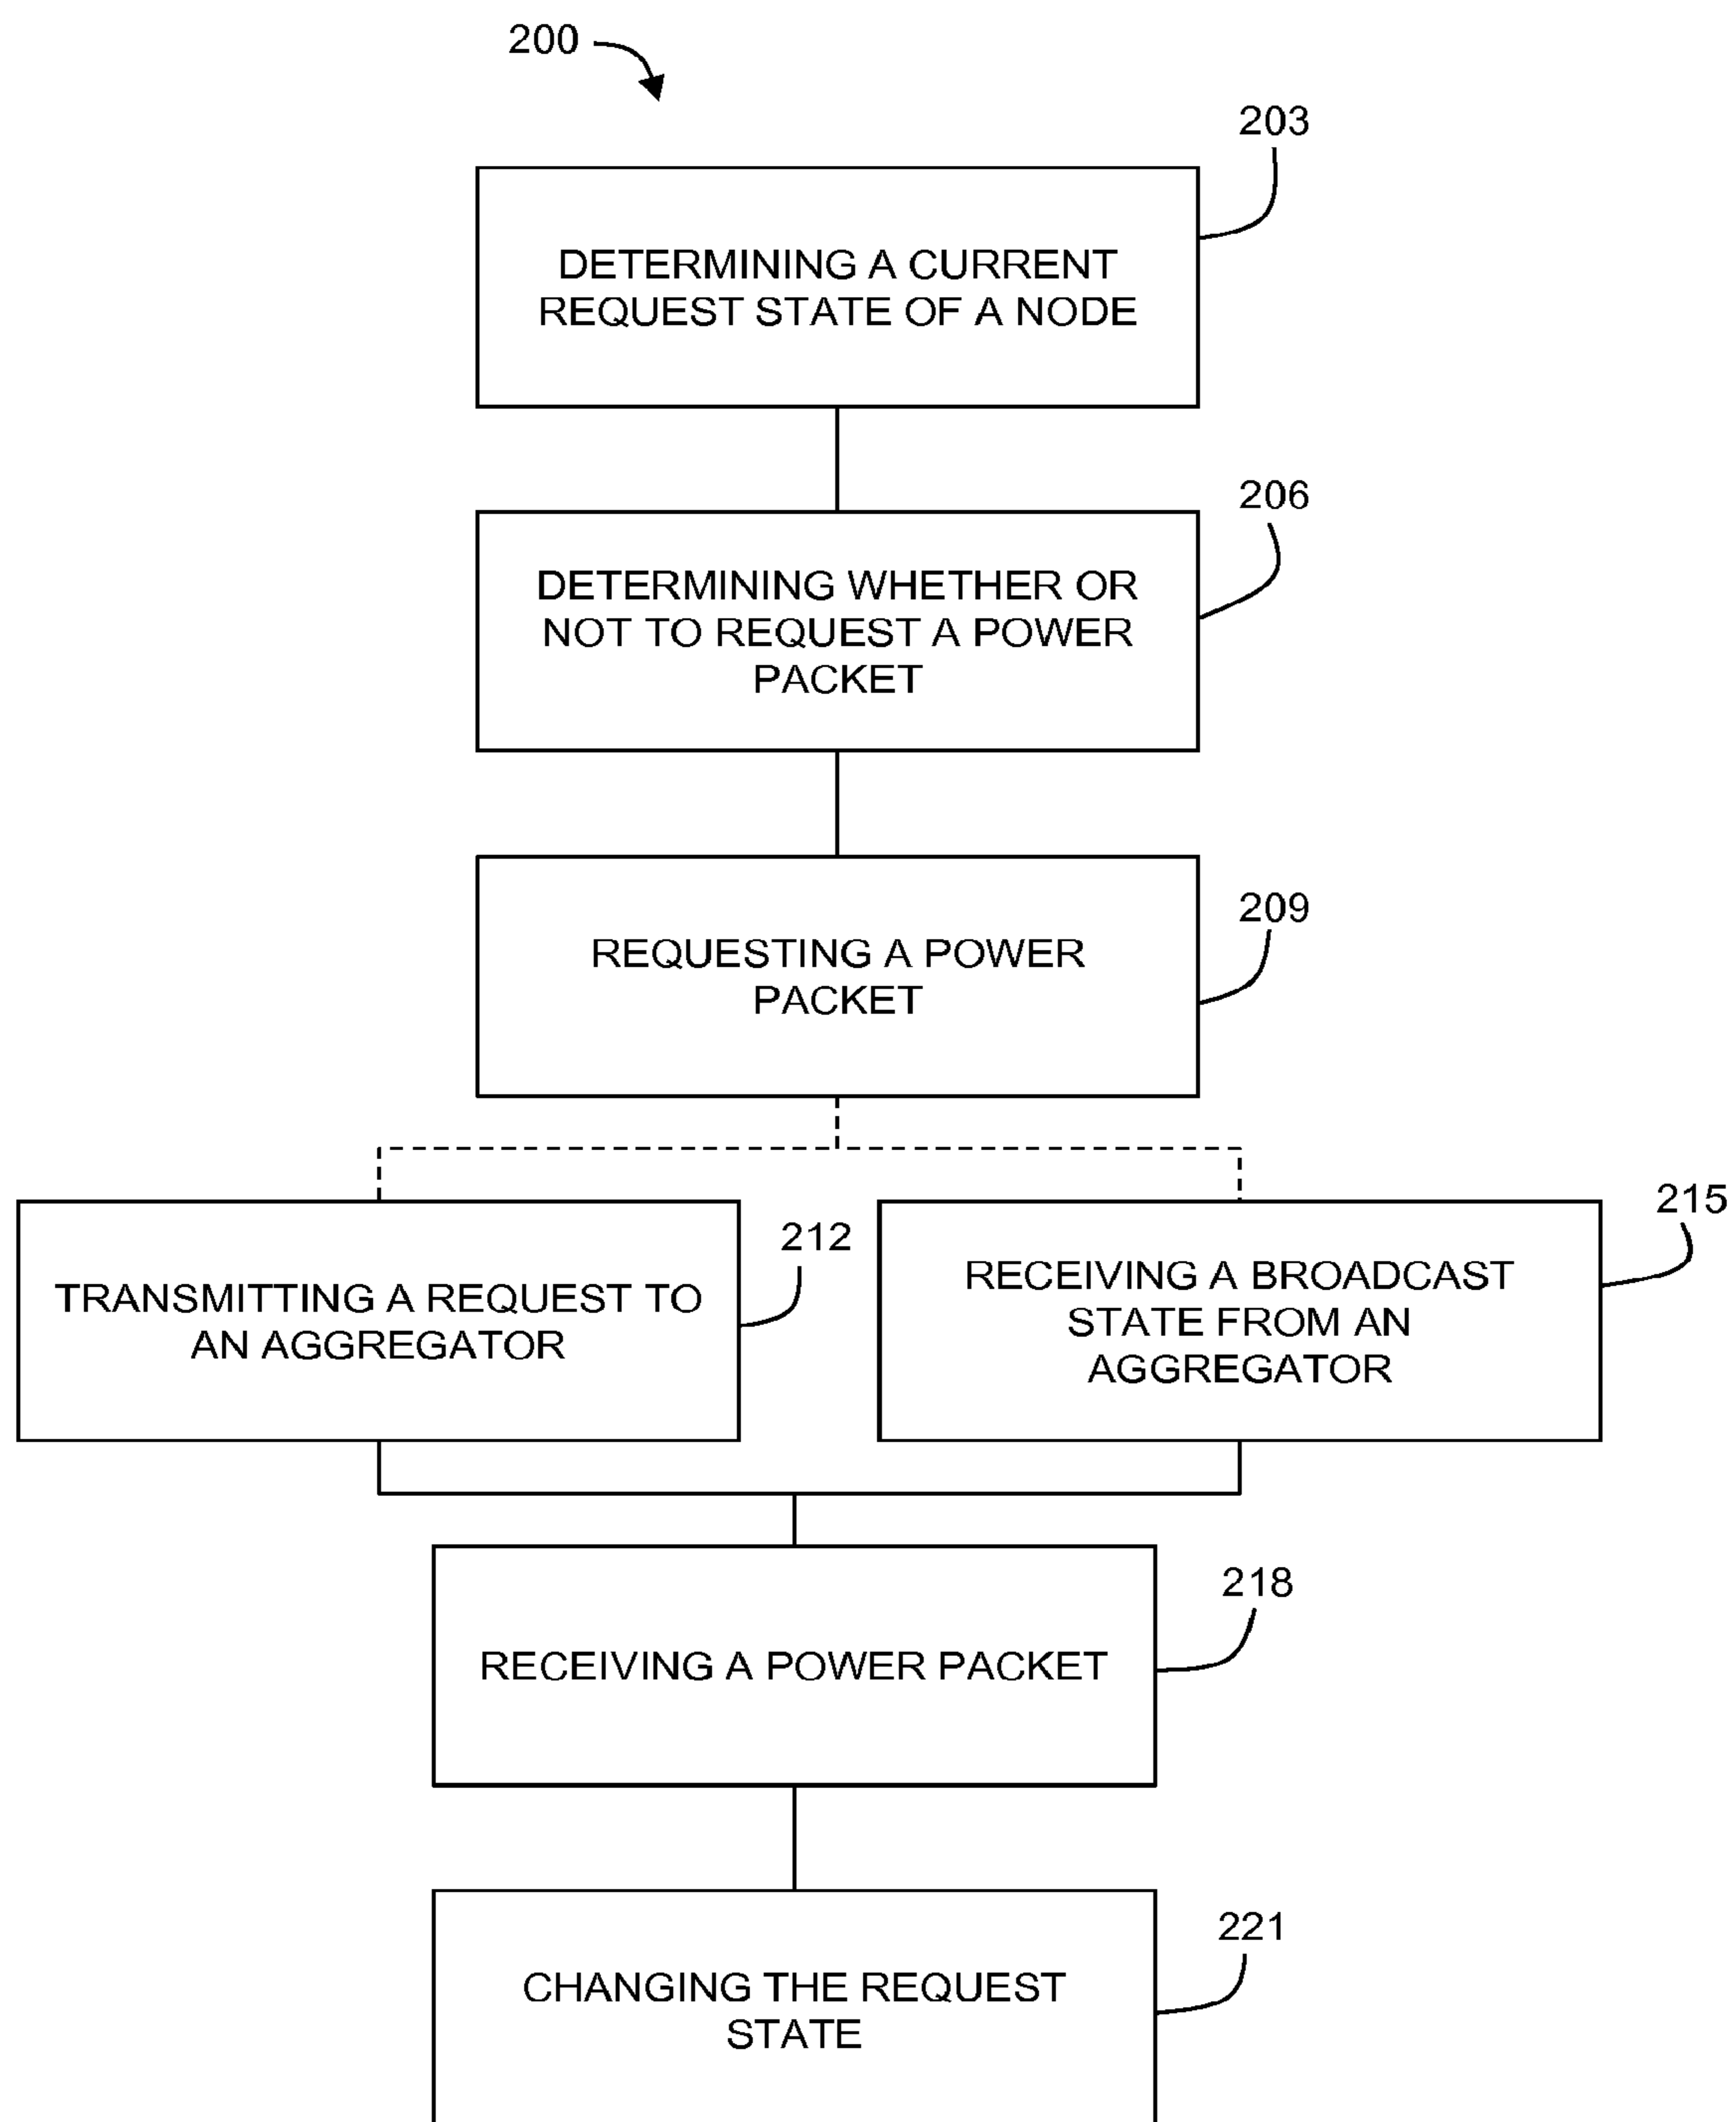 200
203
DETERMINING A CURRENT
REQUEST STATE OF A NODE
206
DETERMINING WHETHER OR
NOT TO REQUEST A POWER
PACKET
209
REQUESTING A POWER
PACKET
212
TRANSMITTING A REQUEST TO
AN AGGREGATOR
215
RECEIVING A BROADCAST
STATE FROM AN
AGGREGATOR
218
RECEIVING A POWER PACKET
221
CHANGING THE REQUEST
STATE